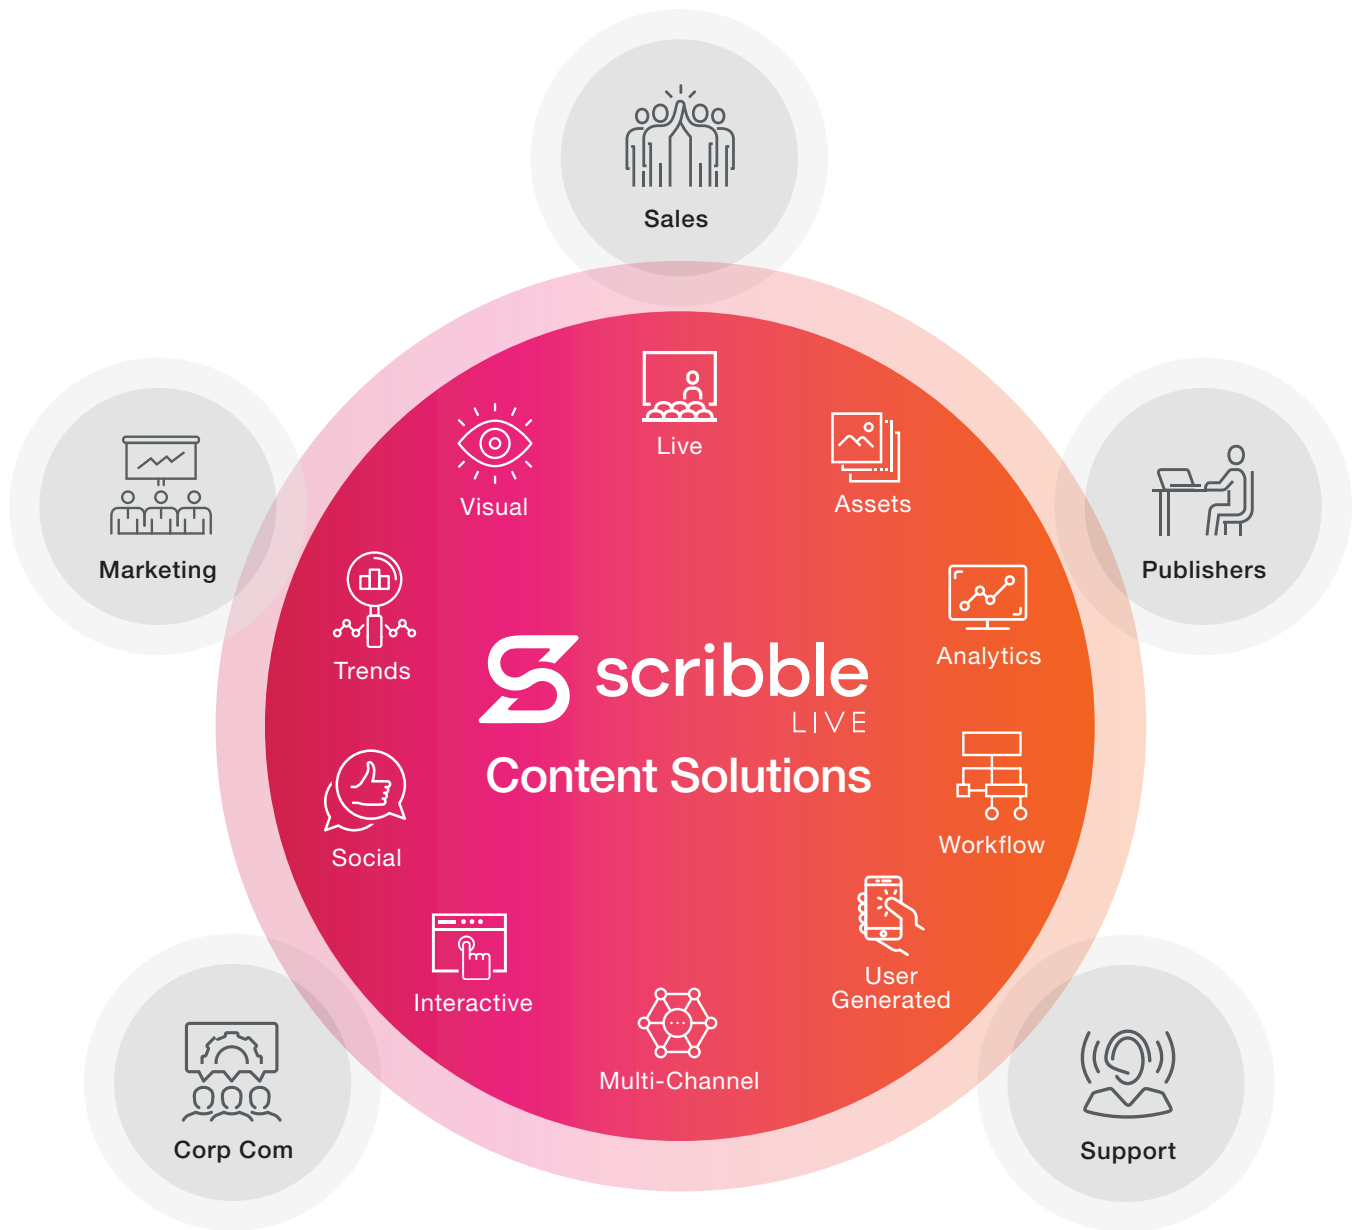 Sales
Live
Visual
Assets
Marketing
Publishers
Trends
Analytics
scribble
LIVE
Content Solutions
Social
Workflow
Interactive
User
Generated
Multi-Channel
Corp Com
Support